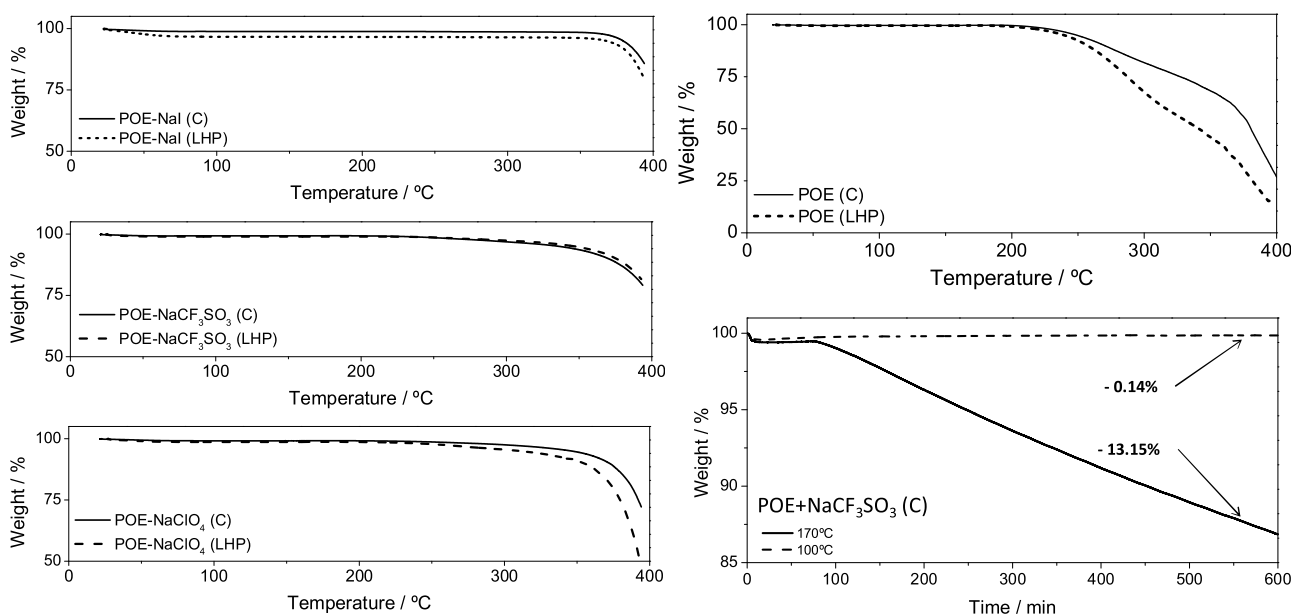 100
75
50
Weight / %
POE-NaI (C)
POE-NaI (LHP)
0 100 200 300 400
Temperature / ºC
100
75
50
Weight / %
POE-NaCF3SO3 (C)
POE-NaCF3SO3 (LHP)
0 100 200 300 400
Temperature / ºC
100
75
50
Weight / %
POE-NaClO4 (C)
POE-NaClO4 (LHP)
0 100 200 300 400
Temperature / ºC
100
75
50
25
0
Weight / %
POE (C)
POE (LHP)
0 100 200 300 400
Temperature / ºC
100
95
90
85
Weight / %
- 0.14%
- 13.15%
POE+NaCF3SO3 (C)
170ºC
100ºC
0 100 200 300 400 500 600
Time / min